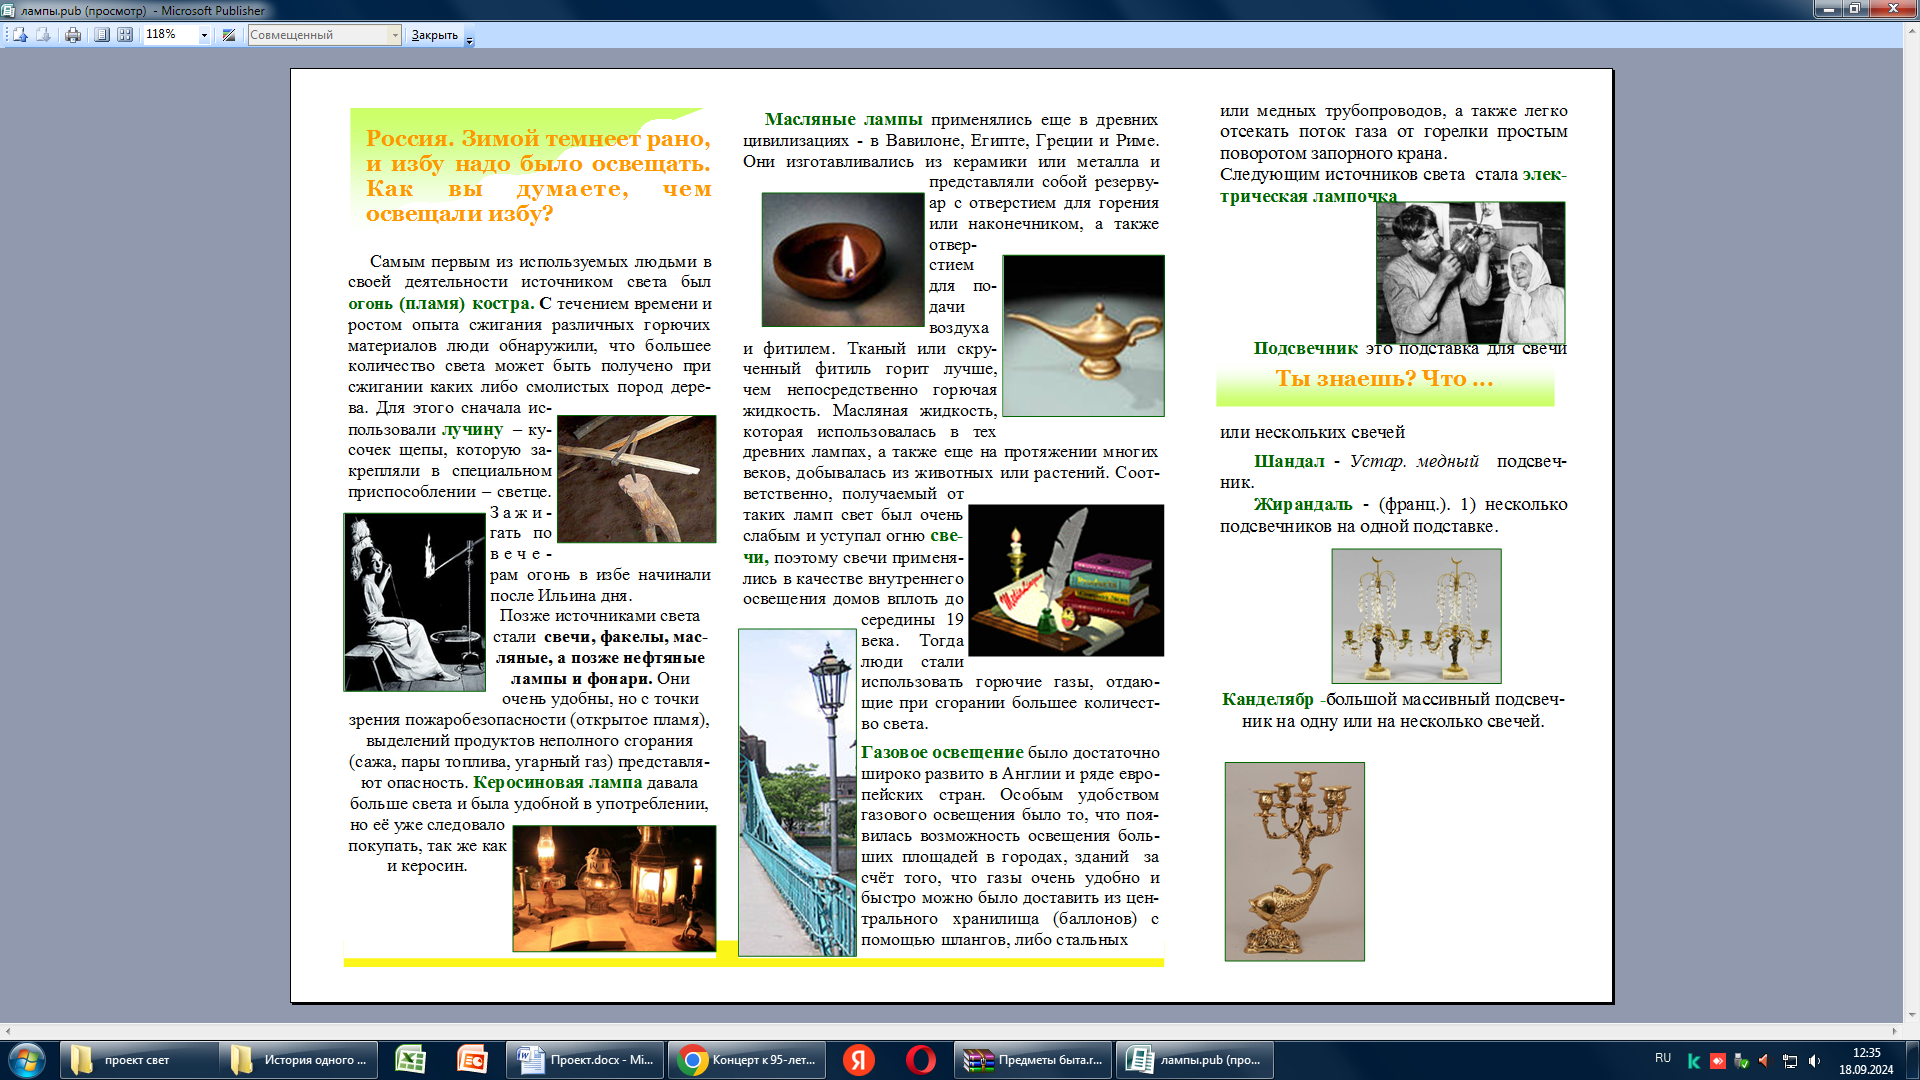 лампы.pub (просмотр) - Microsoft Publisher
118%
Совмещенный
Закрыть
Россия. Зимой темнеет рано,
и избу надо было освещать.
Как вы думаете, чем
освещали избу?
Самым первым из используемых людьми в
своей деятельности источником света был
огонь (пламя) костра. С течением времени и
ростом опыта сжигания различных горючих
материалов люди обнаружили, что большее
количество света может быть получено при
сжигании каких либо смолистых пород дере-
ва. Для этого сначала ис-
пользовали лучину – ку-
сочек щепы, которую за-
крепляли в специальном
приспособлении – светце.
Зажи-
гать по
вече-
рам огонь в избе начинали
после Ильина дня.
Позже источниками света
стали свечи, факелы, мас-
ляные, а позже нефтяные
лампы и фонари. Они
очень удобны, но с точки
зрения пожаробезопасности (открытое пламя),
выделений продуктов неполного сгорания
(сажа, пары топлива, угарный газ) представля-
ют опасность. Керосиновая лампа давала
больше света и была удобной в употреблении,
но её уже следовало
покупать, так же как
и керосин.
Масляные лампы применялись еще в древних
цивилизациях - в Вавилоне, Египте, Греции и Риме.
Они изготавливались из керамики или металла и
представляли собой резерву-
ар с отверстием для горения
или наконечником, а также
отвер-
стием
для по-
дачи
воздуха
и фитилем. Тканый или скру-
ченный фитиль горит лучше,
чем непосредственно горючая
жидкость. Масляная жидкость,
которая использовалась в тех
древних лампах, а также еще на протяжении многих
веков, добывалась из животных или растений. Соот-
ветственно, получаемый от
таких ламп свет был очень
слабым и уступал огню све-
чи, поэтому свечи применя-
лись в качестве внутреннего
освещения домов вплоть до
середины 19
века. Тогда
люди стали
использовать горючие газы, отдаю-
щие при сгорании большее количест-
во света.
Газовое освещение было достаточно
широко развито в Англии и ряде евро-
пейских стран. Особым удобством
газового освещения было то, что поя-
вилась возможность освещения боль-
ших площадей в городах, зданий за
счёт того, что газы очень удобно и
быстро можно было доставить из цен-
трального хранилища (баллонов) с
помощью шлангов, либо стальных
или медных трубопроводов, а также легко
отсекать поток газа от горелки простым
поворотом запорного крана.
Следующим источников света стала элек-
трическая лампочка
Подсвечник это подставка для свечи
Ты знаешь? Что ...
или нескольких свечей
Шандал - Устар. медный подсвеч-
ник.
Жирандаль - (франц.). 1) несколько
подсвечников на одной подставке.
Канделябр -большой массивный подсвеч-
ник на одну или на несколько свечей.
проект свет
История одного ...
Проект.docx - Mi...
Концерт к 95-лет...
Я
Предметы быта.r...
лампы.pub (про...
RU
12:35
18.09.2024